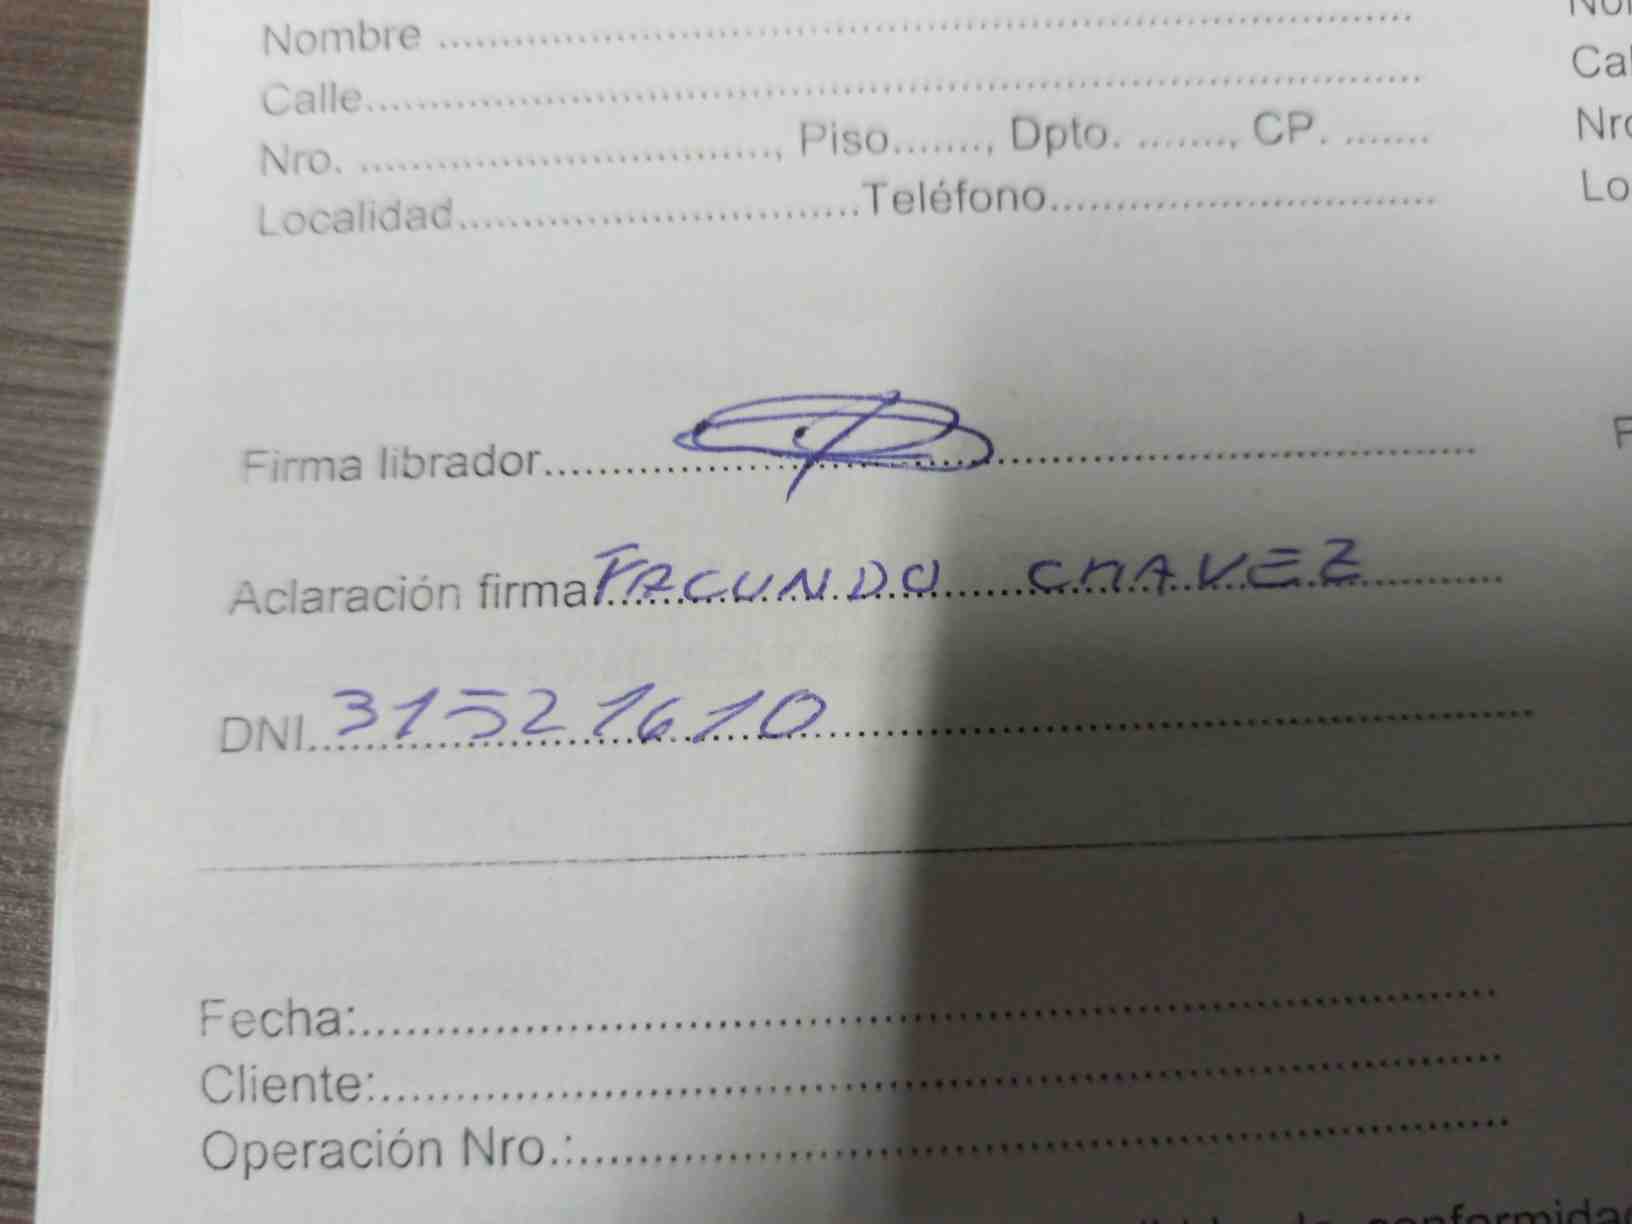 Nombre ........................................................................
Calle..............................................................................
Nro. ................................, Piso......., Dpto. ......., CP. .......
Localidad..............................Teléfono..............................
Firma librador..........................................................
Aclaración firma FACUNDO CHAVEZ
DNI 31521610
Fecha:............................................................
Cliente:..........................................................
Operación Nro.:..................................................
conformidad